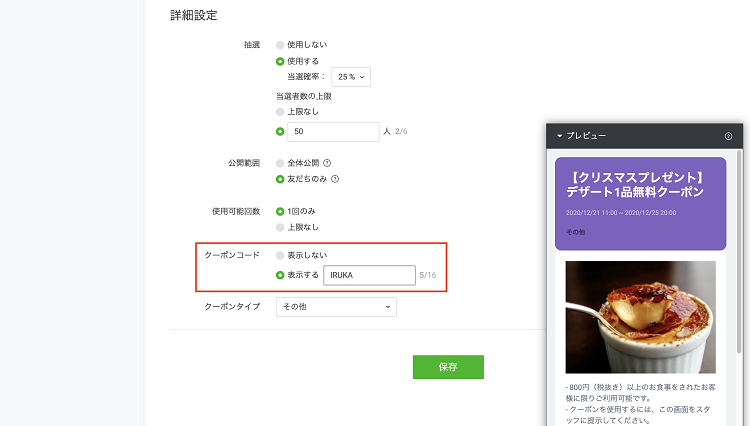 詳細設定
抽選
使用しない
使用する
当選確率： 25 %
当選者数の上限
上限なし
50 人 2/6
公開範囲
全体公開 ?
友だちのみ ?
使用可能回数
1回のみ
上限なし
クーポンコード
表示しない
表示する IRUKA 5/16
クーポンタイプ
その他
保存
プレビュー ?
【クリスマスプレゼント】
デザート1品無料クーポン
2020/12/21 11:00 ~ 2020/12/25 20:00
その他
- 800円（税抜き）以上のお食事をされたお客
様に限りご利用可能です。
- クーポンを使用するには、この画面をスタ
ッフに提示してください。